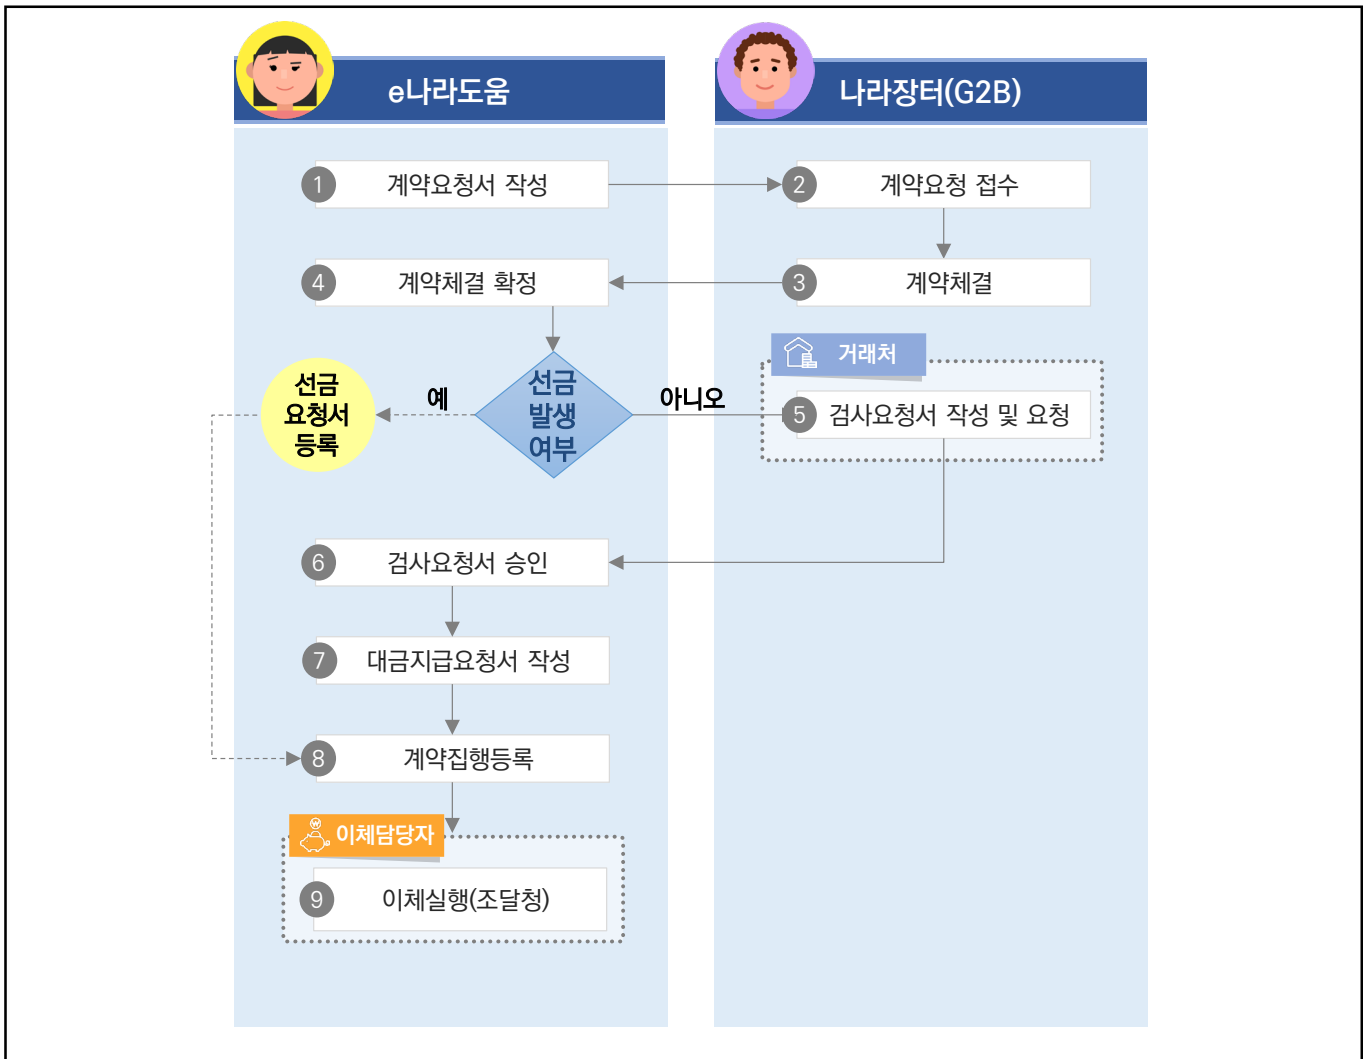 e나라도움
나라장터(G2B)
1 계약요청서 작성
2 계약요청 접수
4 계약체결 확정
3 계약체결
거래처
선금
요청서
등록
예
선금
발생
여부
아니오
5 검사요청서 작성 및 요청
6 검사요청서 승인
7 대금지급요청서 작성
8 계약집행등록
이체담당자
9 이체실행(조달청)